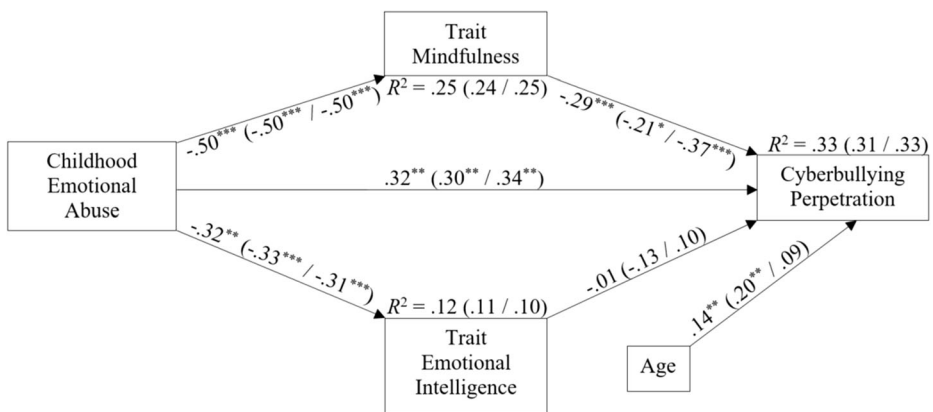 Trait
Mindfulness
R² = .25 (.24 / .25)
-.50*** (-.50*** / -.50***)
-.29*** (-.21* / -.37***)
R² = .33 (.31 / .33)
Childhood
Emotional
Abuse
.32** (.30** / .34**)
Cyberbullying
Perpetration
-.32** (-.33*** / -.31***)
-.01 (-.13 / .10)
.14** (.20** / .09)
R² = .12 (.11 / .10)
Trait
Emotional
Intelligence
Age